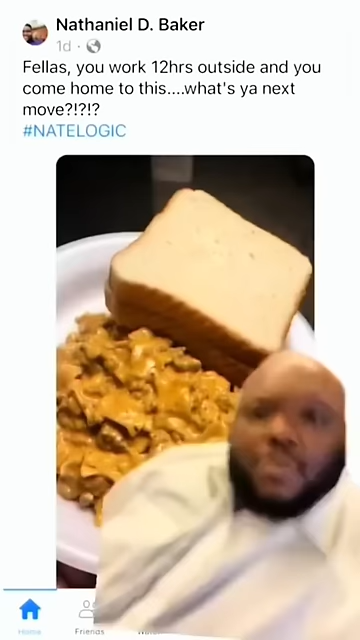 Nathaniel D. Baker
1d ·
Fellas, you work 12hrs outside and you
come home to this....what's ya next
move?!?!?
#NATELOGIC
Home
Friends